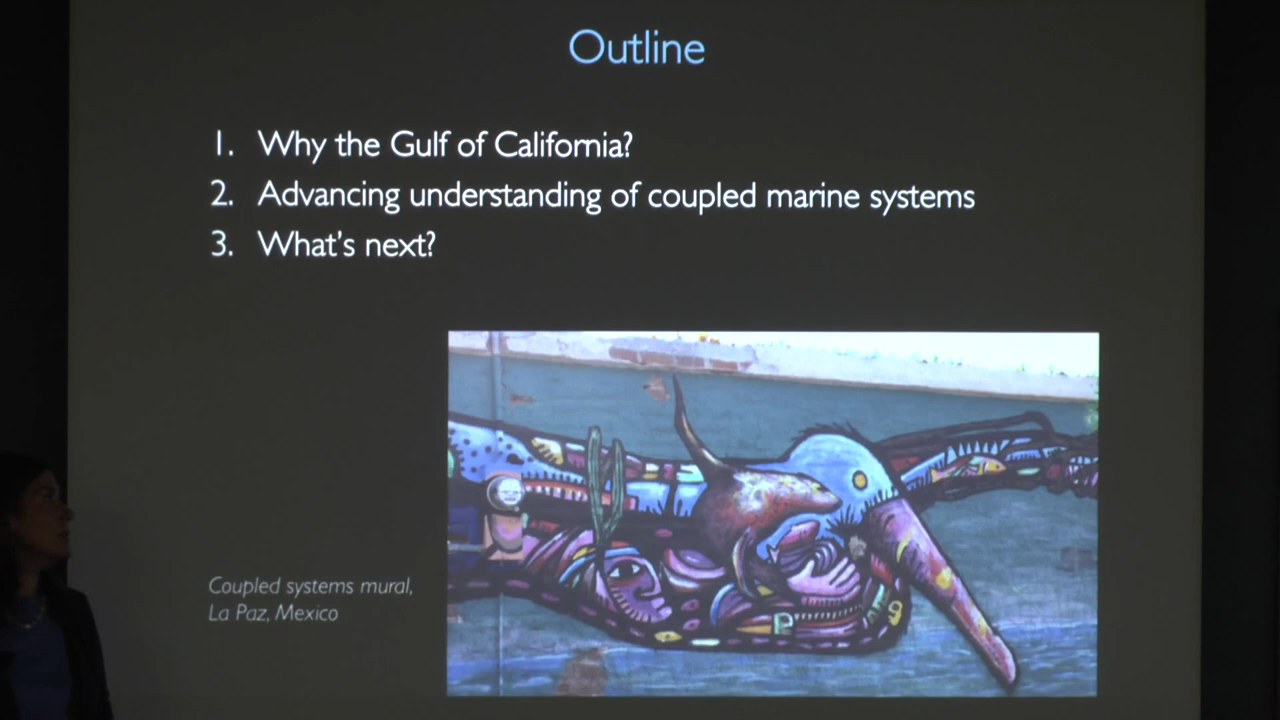 Outline
1. Why the Gulf of California?
2. Advancing understanding of coupled marine systems
3. What's next?
Coupled systems mural,
La Paz, Mexico